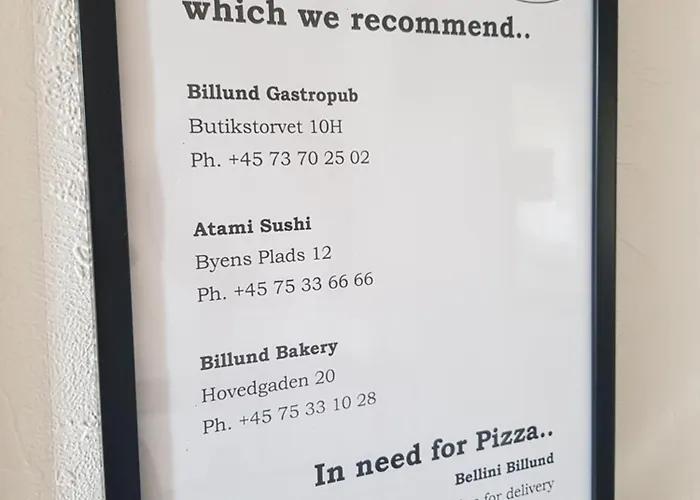 which we recommend..
Billund Gastropub
Butikstorvet 10H
Ph. +45 73 70 25 02
Atami Sushi
Byens Plads 12
Ph. +45 75 33 66 66
Billund Bakery
Hovedgaden 20
Ph. +45 75 33 10 28
In need for Pizza..
Bellini Billund
for delivery